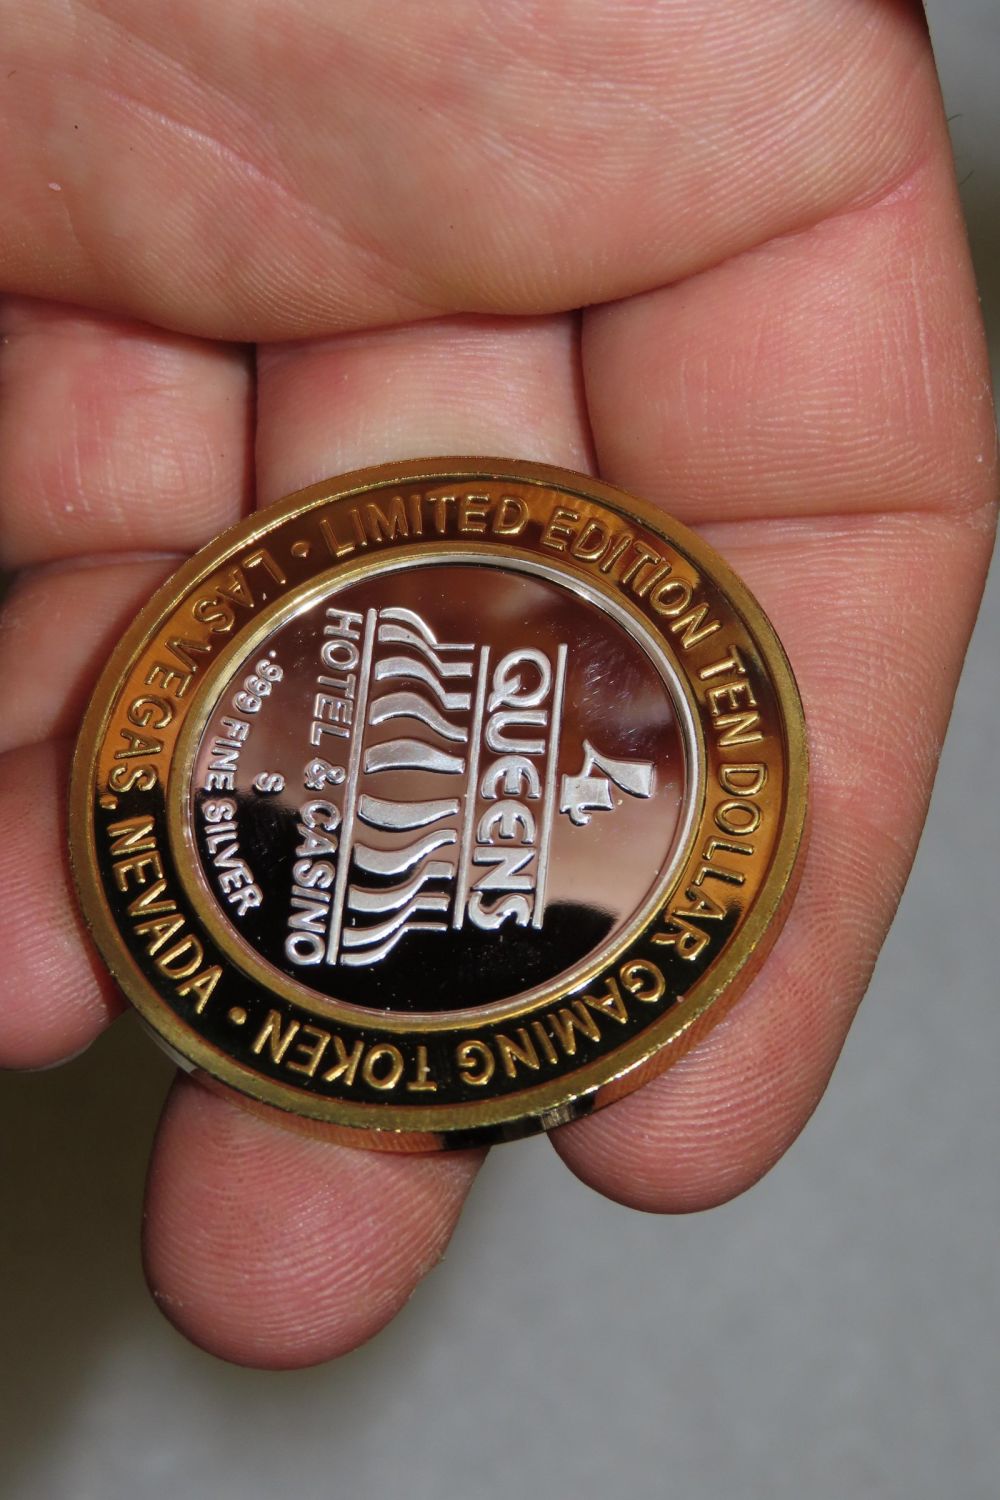 LIMITED EDITION TEN DOLLAR GAMING TOKEN
• LAS VEGAS, NEVADA •
4
QUEENS
HOTEL & CASINO
S
.999 FINE SILVER